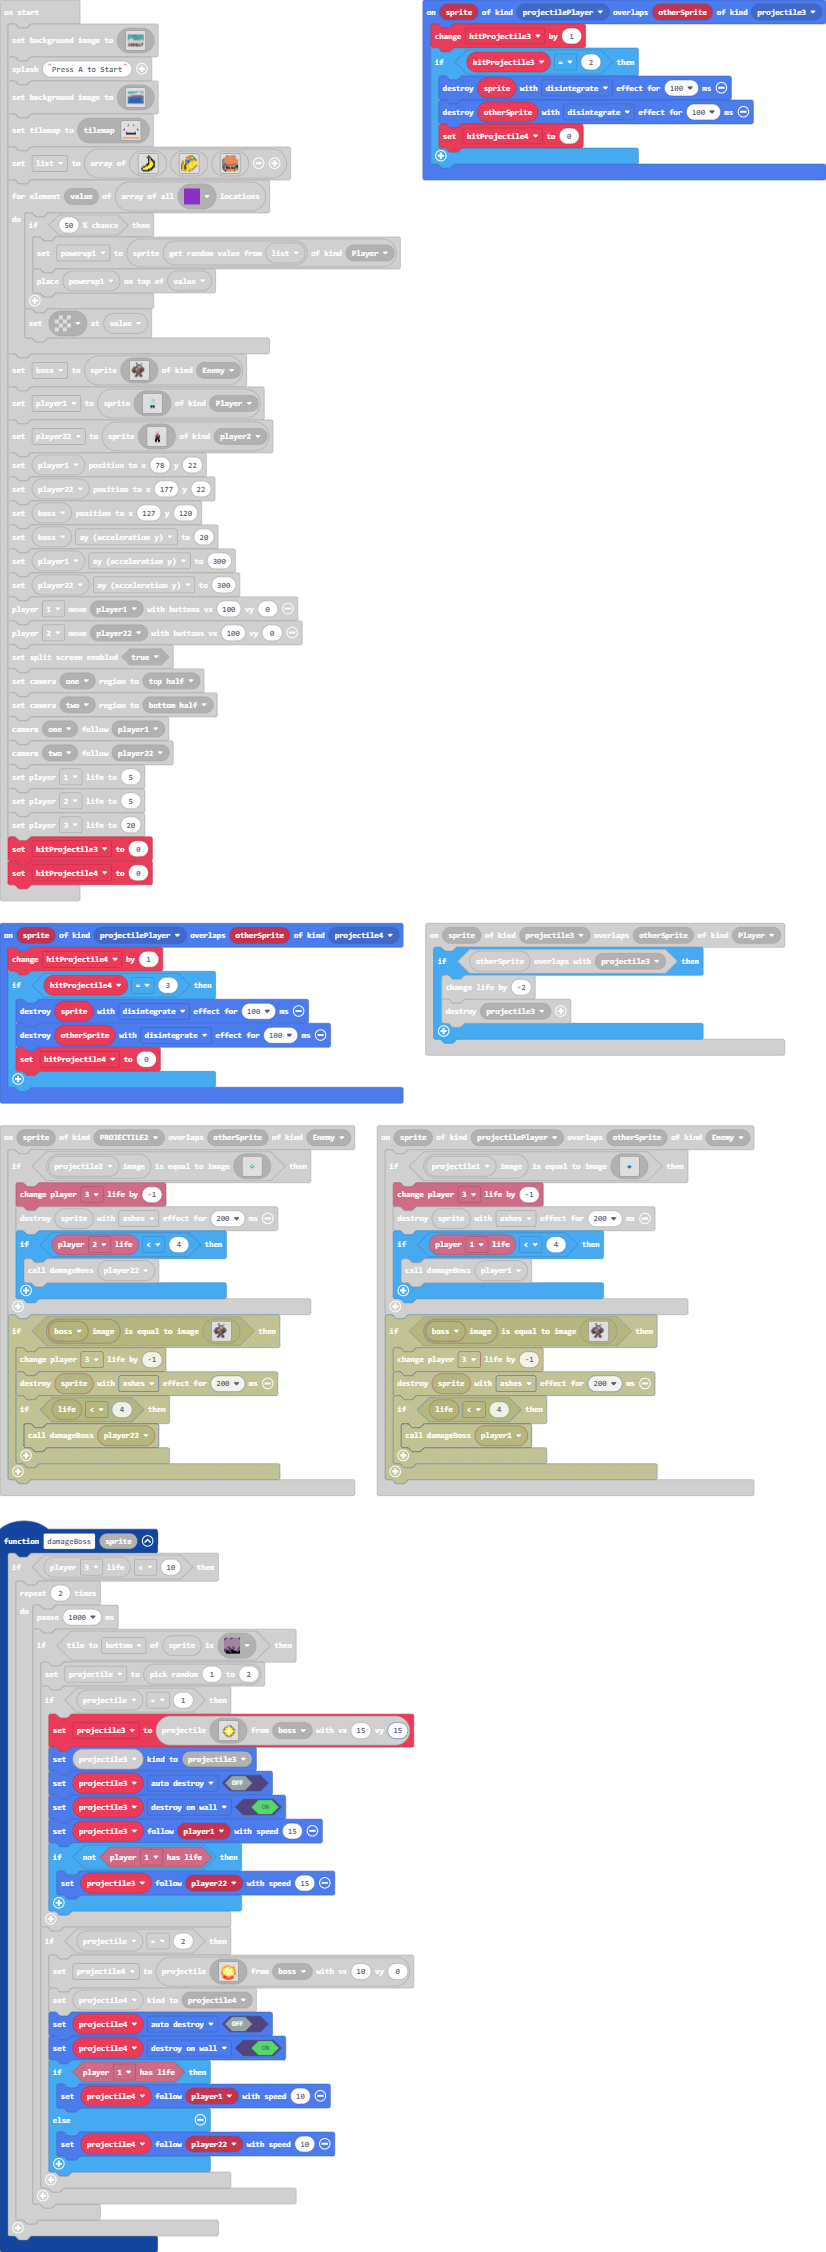 on start
set background image to
splash "Press A to Start"
set background image to
set tilemap to tilemap
set list to array of
for element value of array of all locations
do if 50 % chance then
set powerup1 to sprite get random value from list of kind Player
place powerup1 on top of value
set at value
set boss to sprite of kind Enemy
set player1 to sprite of kind Player
set player22 to sprite of kind player2
set player1 position to x 78 y 22
set player22 position to x 177 y 22
set boss position to x 127 y 120
set boss ay (acceleration y) to 20
set player1 ay (acceleration y) to 300
set player22 ay (acceleration y) to 300
player 1 move player1 with buttons vx 100 vy 0
player 2 move player22 with buttons vx 100 vy 0
set split screen enabled true
set camera one region to top half
set camera two region to bottom half
camera one follow player1
camera two follow player22
set player 1 life to 5
set player 2 life to 5
set player 3 life to 20
set hitProjectile3 to 0
set hitProjectile4 to 0
on sprite of kind projectilePlayer overlaps otherSprite of kind projectile3
change hitProjectile3 by 1
if hitProjectile3 = 2 then
destroy sprite with disintegrate effect for 100 ms
destroy otherSprite with disintegrate effect for 100 ms
set hitProjectile4 to 0
on sprite of kind projectilePlayer overlaps otherSprite of kind projectile4
change hitProjectile4 by 1
if hitProjectile4 = 3 then
destroy sprite with disintegrate effect for 100 ms
destroy otherSprite with disintegrate effect for 100 ms
set hitProjectile4 to 0
on sprite of kind projectile3 overlaps otherSprite of kind Player
if otherSprite overlaps with projectile3 then
change life by -2
destroy projectile3
on sprite of kind PROJECTILE2 overlaps otherSprite of kind Enemy
if projectile2 image is equal to image then
change player 3 life by -1
destroy sprite with ashes effect for 200 ms
if player 2 life < 4 then
call damageBoss player22
if boss image is equal to image then
change player 3 life by -1
destroy sprite with ashes effect for 200 ms
if life < 4 then
call damageBoss player22
on sprite of kind projectilePlayer overlaps otherSprite of kind Enemy
if projectile1 image is equal to image then
change player 3 life by -1
destroy sprite with ashes effect for 200 ms
if player 1 life < 4 then
call damageBoss player1
if boss image is equal to image then
change player 3 life by -1
destroy sprite with ashes effect for 200 ms
if life < 4 then
call damageBoss player1
function damageBoss sprite
if player 3 life < 10 then
repeat 2 times
do pause 1000 ms
if tile to bottom of sprite is then
set projectile to pick random 1 to 2
if projectile = 1 then
set projectile3 to projectile from boss with vx 15 vy 15
set projectile3 kind to projectile3
set projectile3 auto destroy OFF
set projectile3 destroy on wall ON
set projectile3 follow player1 with speed 15
if not player 1 has life then
set projectile3 follow player22 with speed 15
if projectile = 2 then
set projectile4 to projectile from boss with vx 10 vy 0
set projectile4 kind to projectile4
set projectile4 auto destroy OFF
set projectile4 destroy on wall ON
if player 1 has life then
set projectile4 follow player1 with speed 10
else
set projectile4 follow player22 with speed 10